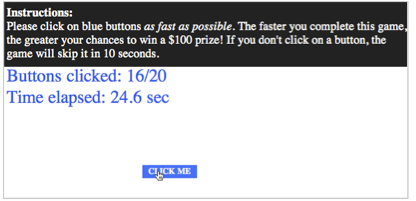 Instructions:
Please click on blue buttons as fast as possible. The faster you complete this game,
the greater your chances to win a $100 prize! If you don't click on a button, the
game will skip it in 10 seconds.
Buttons clicked: 16/20
Time elapsed: 24.6 sec
CLICK ME